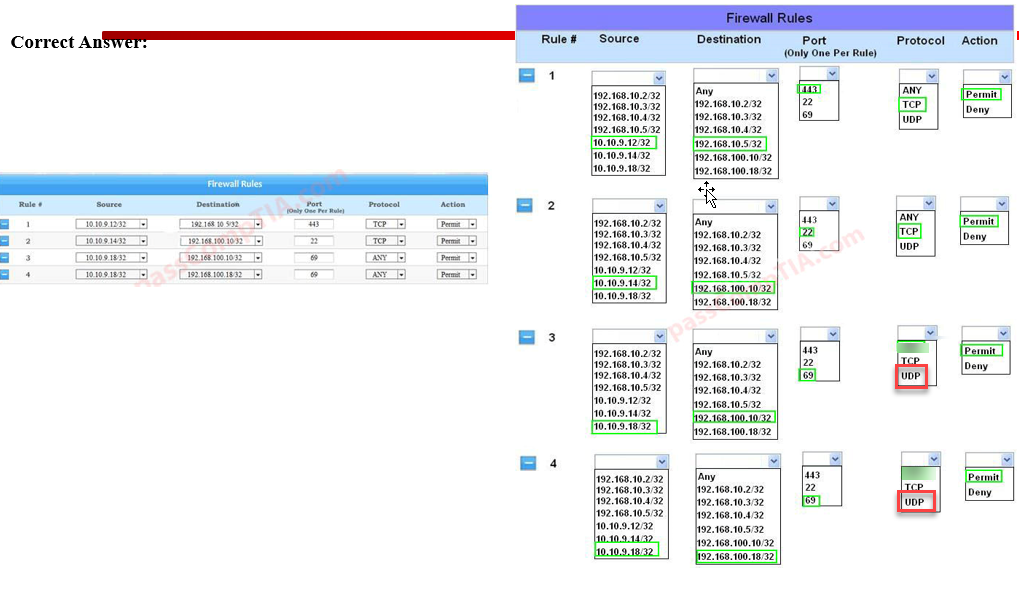 Correct Answer:
Firewall Rules
Rule # Source Destination Port Protocol Action
(Only One Per Rule)
1 10.10.9.12/32 192.168.10.5/32 443 TCP Permit
2 10.10.9.14/32 192.168.100.10/32 22 TCP Permit
3 10.10.9.18/32 192.168.100.10/32 69 ANY Permit
4 10.10.9.18/32 192.168.100.18/32 69 ANY Permit
passCompTIA.com
Firewall Rules
Rule # Source Destination Port Protocol Action
(Only One Per Rule)
1
192.168.10.2/32
192.168.10.3/32
192.168.10.4/32
192.168.10.5/32
10.10.9.12/32
10.10.9.14/32
10.10.9.18/32
Any
192.168.10.2/32
192.168.10.3/32
192.168.10.4/32
192.168.10.5/32
192.168.100.10/32
192.168.100.18/32
443
22
69
ANY
TCP
UDP
Permit
Deny
2
192.168.10.2/32
192.168.10.3/32
192.168.10.4/32
192.168.10.5/32
10.10.9.12/32
10.10.9.14/32
10.10.9.18/32
Any
192.168.10.2/32
192.168.10.3/32
192.168.10.4/32
192.168.10.5/32
192.168.100.10/32
192.168.100.18/32
443
22
69
ANY
TCP
UDP
Permit
Deny
passCompTIA.com
3
192.168.10.2/32
192.168.10.3/32
192.168.10.4/32
192.168.10.5/32
10.10.9.12/32
10.10.9.14/32
10.10.9.18/32
Any
192.168.10.2/32
192.168.10.3/32
192.168.10.4/32
192.168.10.5/32
192.168.100.10/32
192.168.100.18/32
443
22
69
TCP
UDP
Permit
Deny
4
192.168.10.2/32
192.168.10.3/32
192.168.10.4/32
192.168.10.5/32
10.10.9.12/32
10.10.9.14/32
10.10.9.18/32
Any
192.168.10.2/32
192.168.10.3/32
192.168.10.4/32
192.168.10.5/32
192.168.100.10/32
192.168.100.18/32
443
22
69
TCP
UDP
Permit
Deny